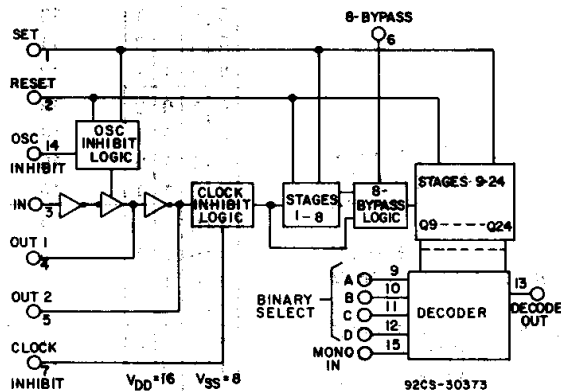 8-BYPASS
6
SET
1
RESET
2
OSC 14
INHIBIT
OSC
INHIBIT
LOGIC
IN
3
OUT 1
4
OUT 2
5
CLOCK
7
INHIBIT
CLOCK
INHIBIT
LOGIC
STAGES
1-8
8-
BYPASS
LOGIC
STAGES 9-24
Q9 ---- Q24
BINARY
SELECT
A 9
B 10
C 11
D 12
MONO 15
IN
DECODER
13
DECODE
OUT
VDD=16 VSS=8
92CS-30373